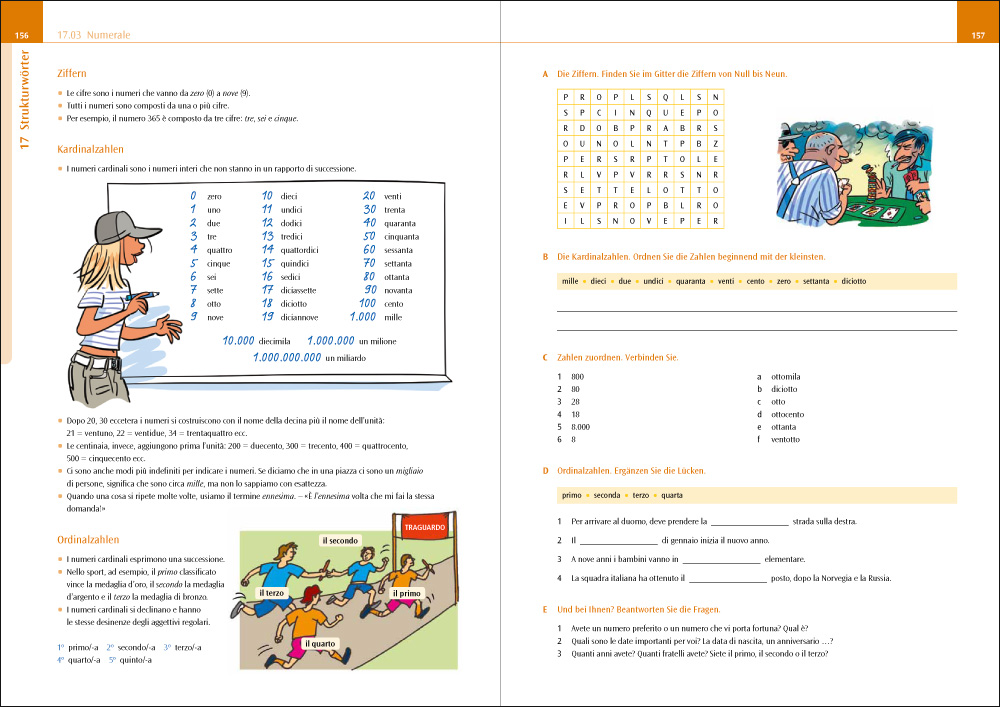 156
17.03 Numerale
17 Strukturwörter
Ziffern
Le cifre sono i numeri che vanno da zero (0) a nove (9).
Tutti i numeri sono composti da una o più cifre.
Per esempio, il numero 365 è composto da tre cifre: tre, sei e cinque.
Kardinalzahlen
I numeri cardinali sono i numeri interi che non stanno in un rapporto di successione.
0 zero 10 dieci 20 venti
1 uno 11 undici 30 trenta
2 due 12 dodici 40 quaranta
3 tre 13 tredici 50 cinquanta
4 quattro 14 quattordici 60 sessanta
5 cinque 15 quindici 70 settanta
6 sei 16 sedici 80 ottanta
7 sette 17 diciassette 90 novanta
8 otto 18 diciotto 100 cento
9 nove 19 diciannove 1.000 mille
10.000 diecimila 1.000.000 un milione
1.000.000.000 un miliardo
Dopo 20, 30 eccetera i numeri si costruiscono con il nome della decina più il nome dell'unità:
21 = ventuno, 22 = ventidue, 34 = trentaquattro ecc.
Le centinaia, invece, aggiungono prima l'unità: 200 = duecento, 300 = trecento, 400 = quattrocento,
500 = cinquecento ecc.
Ci sono anche modi più indefiniti per indicare i numeri. Se diciamo che in una piazza ci sono un migliaio
di persone, significa che sono circa mille, ma non lo sappiamo con esattezza.
Quando una cosa si ripete molte volte, usiamo il termine ennesima. – «È l'ennesima volta che mi fai la stessa
domanda!»
Ordinalzahlen
I numeri cardinali esprimono una successione.
Nello sport, ad esempio, il primo classificato
vince la medaglia d'oro, il secondo la medaglia
d'argento e il terzo la medaglia di bronzo.
I numeri cardinali si declinano e hanno
le stesse desinenze degli aggettivi regolari.
1° primo/-a 2° secondo/-a 3° terzo/-a
4° quarto/-a 5° quinto/-a
TRAGUARDO
il secondo
il terzo
il primo
il quarto
157
A Die Ziffern. Finden Sie im Gitter die Ziffern von Null bis Neun.
P R O P L S Q L S N
S P C I N Q U E P O
R D O B P R A B R S
O U N O L N T P B Z
P E R S R P T O L E
R L V P V R R S N R
S E T T E L O T T O
E V P R O P B L R O
I L S N O V E P E R
B Die Kardinalzahlen. Ordnen Sie die Zahlen beginnend mit der kleinsten.
mille • dieci • due • undici • quaranta • venti • cento • zero • settanta • diciotto
C Zahlen zuordnen. Verbinden Sie.
1 800 a ottomila
2 80 b diciotto
3 28 c otto
4 18 d ottocento
5 8.000 e ottanta
6 8 f ventotto
D Ordinalzahlen. Ergänzen Sie die Lücken.
primo • seconda • terzo • quarta
1 Per arrivare al duomo, deve prendere la ____ strada sulla destra.
2 Il ____ di gennaio inizia il nuovo anno.
3 A nove anni i bambini vanno in ____ elementare.
4 La squadra italiana ha ottenuto il ____ posto, dopo la Norvegia e la Russia.
E Und bei Ihnen? Beantworten Sie die Fragen.
1 Avete un numero preferito o un numero che vi porta fortuna? Qual è?
2 Quali sono le date importanti per voi? La data di nascita, un anniversario …?
3 Quanti anni avete? Quanti fratelli avete? Siete il primo, il secondo o il terzo?